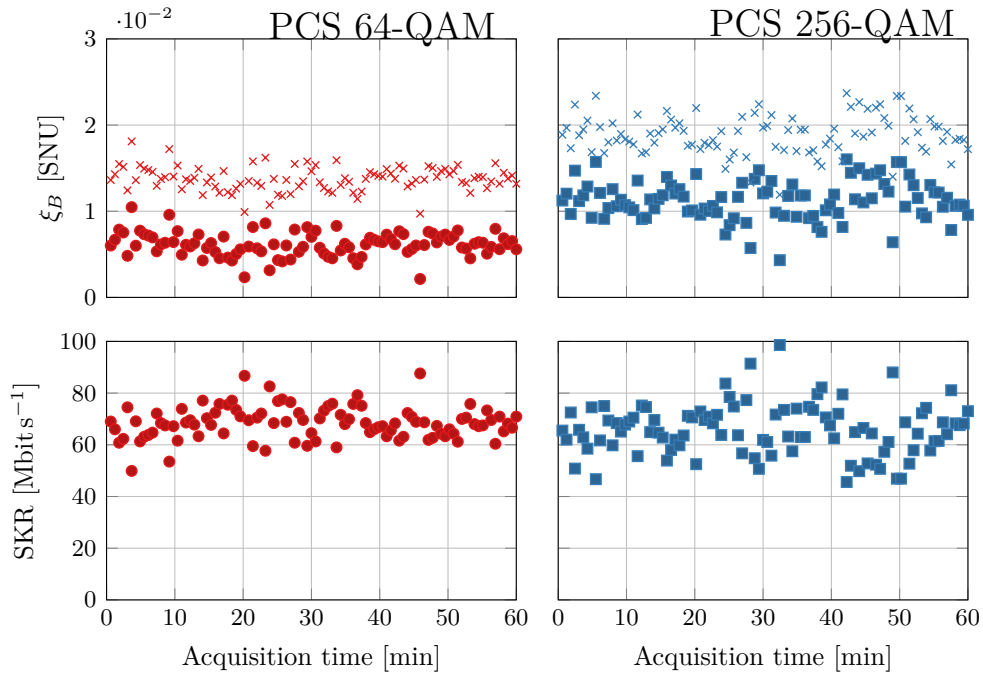 ·10−2
PCS 64-QAM
PCS 256-QAM
3
2
1
0
ξB [SNU]
100
80
60
40
20
0
SKR [Mbit s−1]
0 10 20 30 40 50 60
0 10 20 30 40 50 60
Acquisition time [min]
Acquisition time [min]